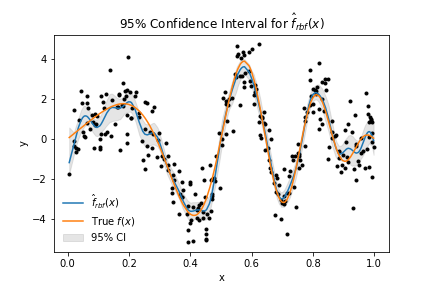 95% Confidence Interval for f̂_rbf(x)
4
2
0
−2
−4
y
f̂_rbf(x)
True f(x)
95% CI
0.0 0.2 0.4 0.6 0.8 1.0
x